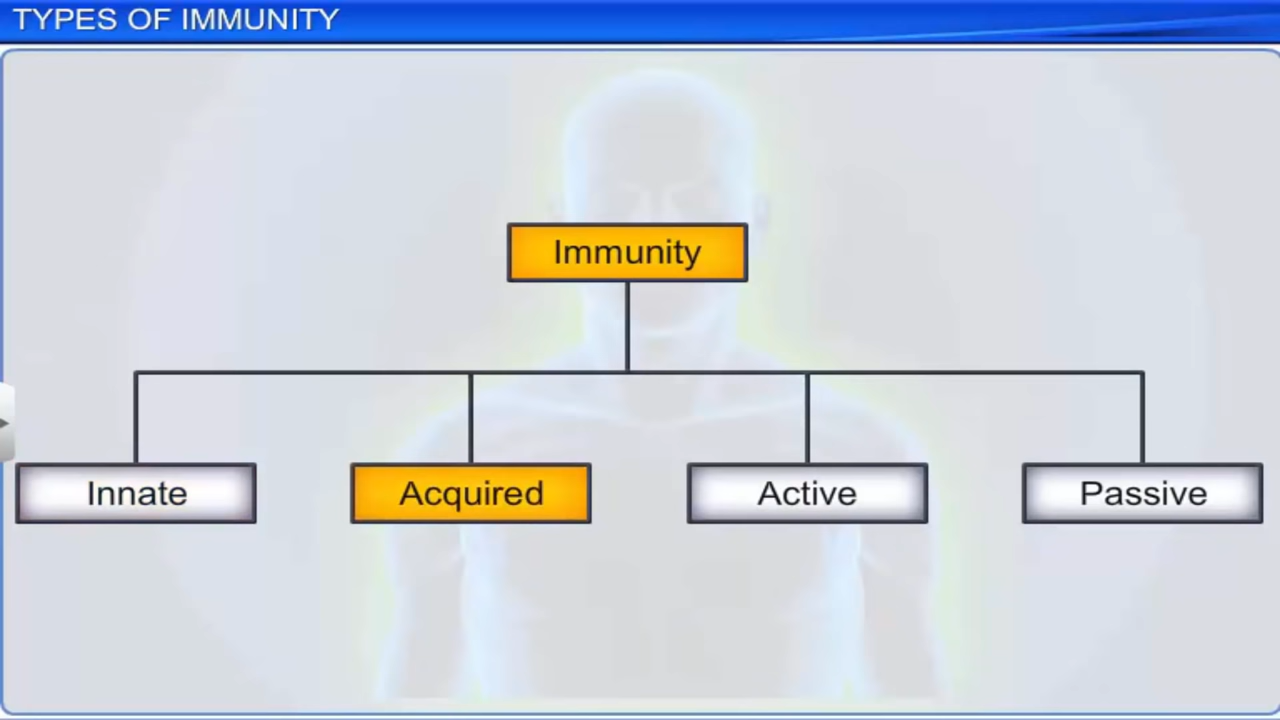 TYPES OF IMMUNITY
Immunity
Innate
Acquired
Active
Passive